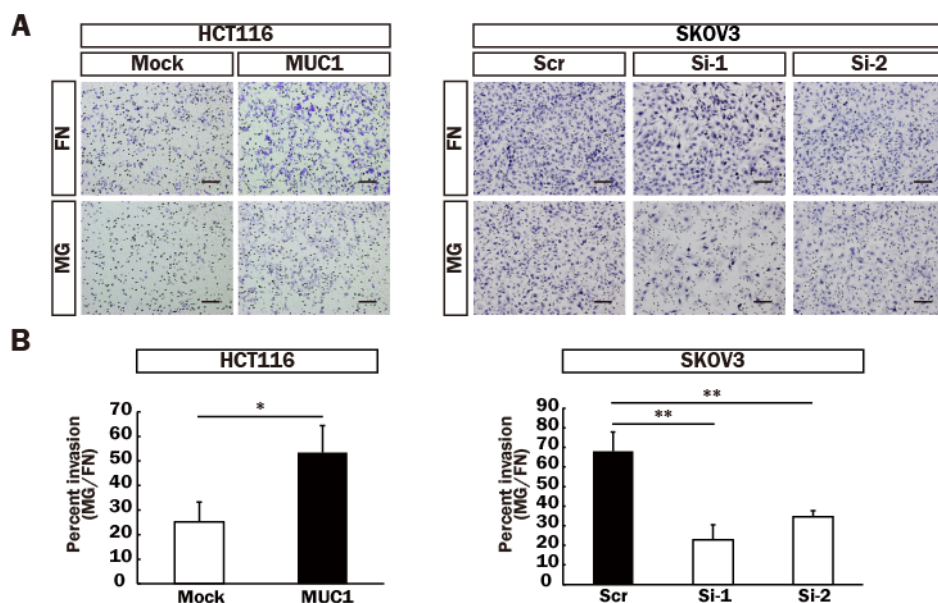 A
HCT116
SKOV3
Mock
MUC1
Scr
Si-1
Si-2
FN
MG
B
HCT116
SKOV3
Percent invasion
(MG/FN)
70
60
50
40
30
20
10
0
*
Mock
MUC1
Percent invasion
(MG/FN)
90
80
70
60
50
40
30
20
10
0
**
**
Scr
Si-1
Si-2